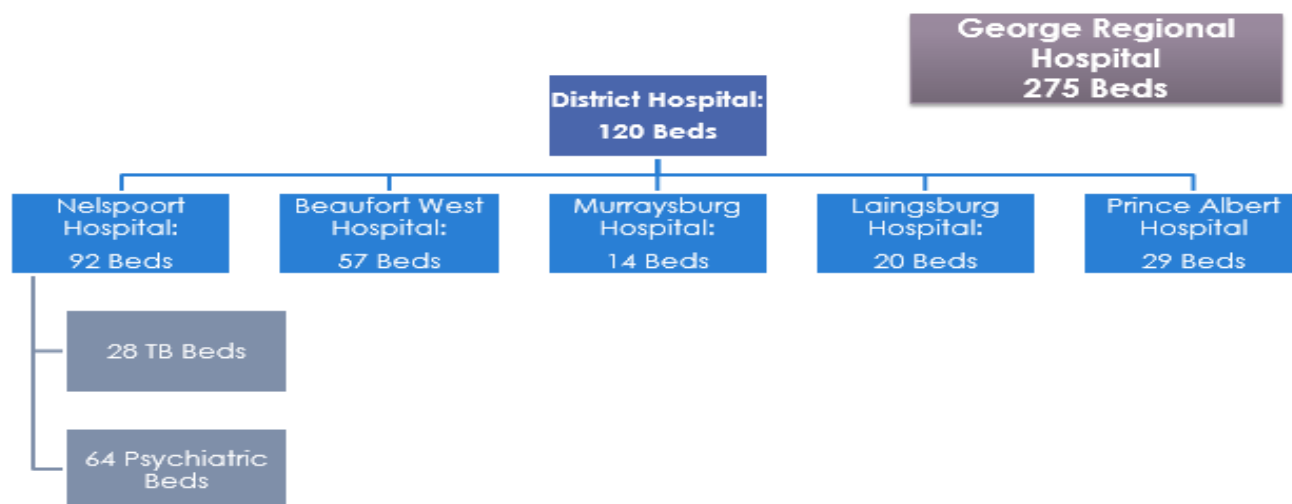 George Regional
Hospital
275 Beds
District Hospital:
120 Beds
Nelspoort
Hospital:
92 Beds
Beaufort West
Hospital:
57 Beds
Murraysburg
Hospital:
14 Beds
Laingsburg
Hospital:
20 Beds
Prince Albert
Hospital
29 Beds
28 TB Beds
64 Psychiatric
Beds